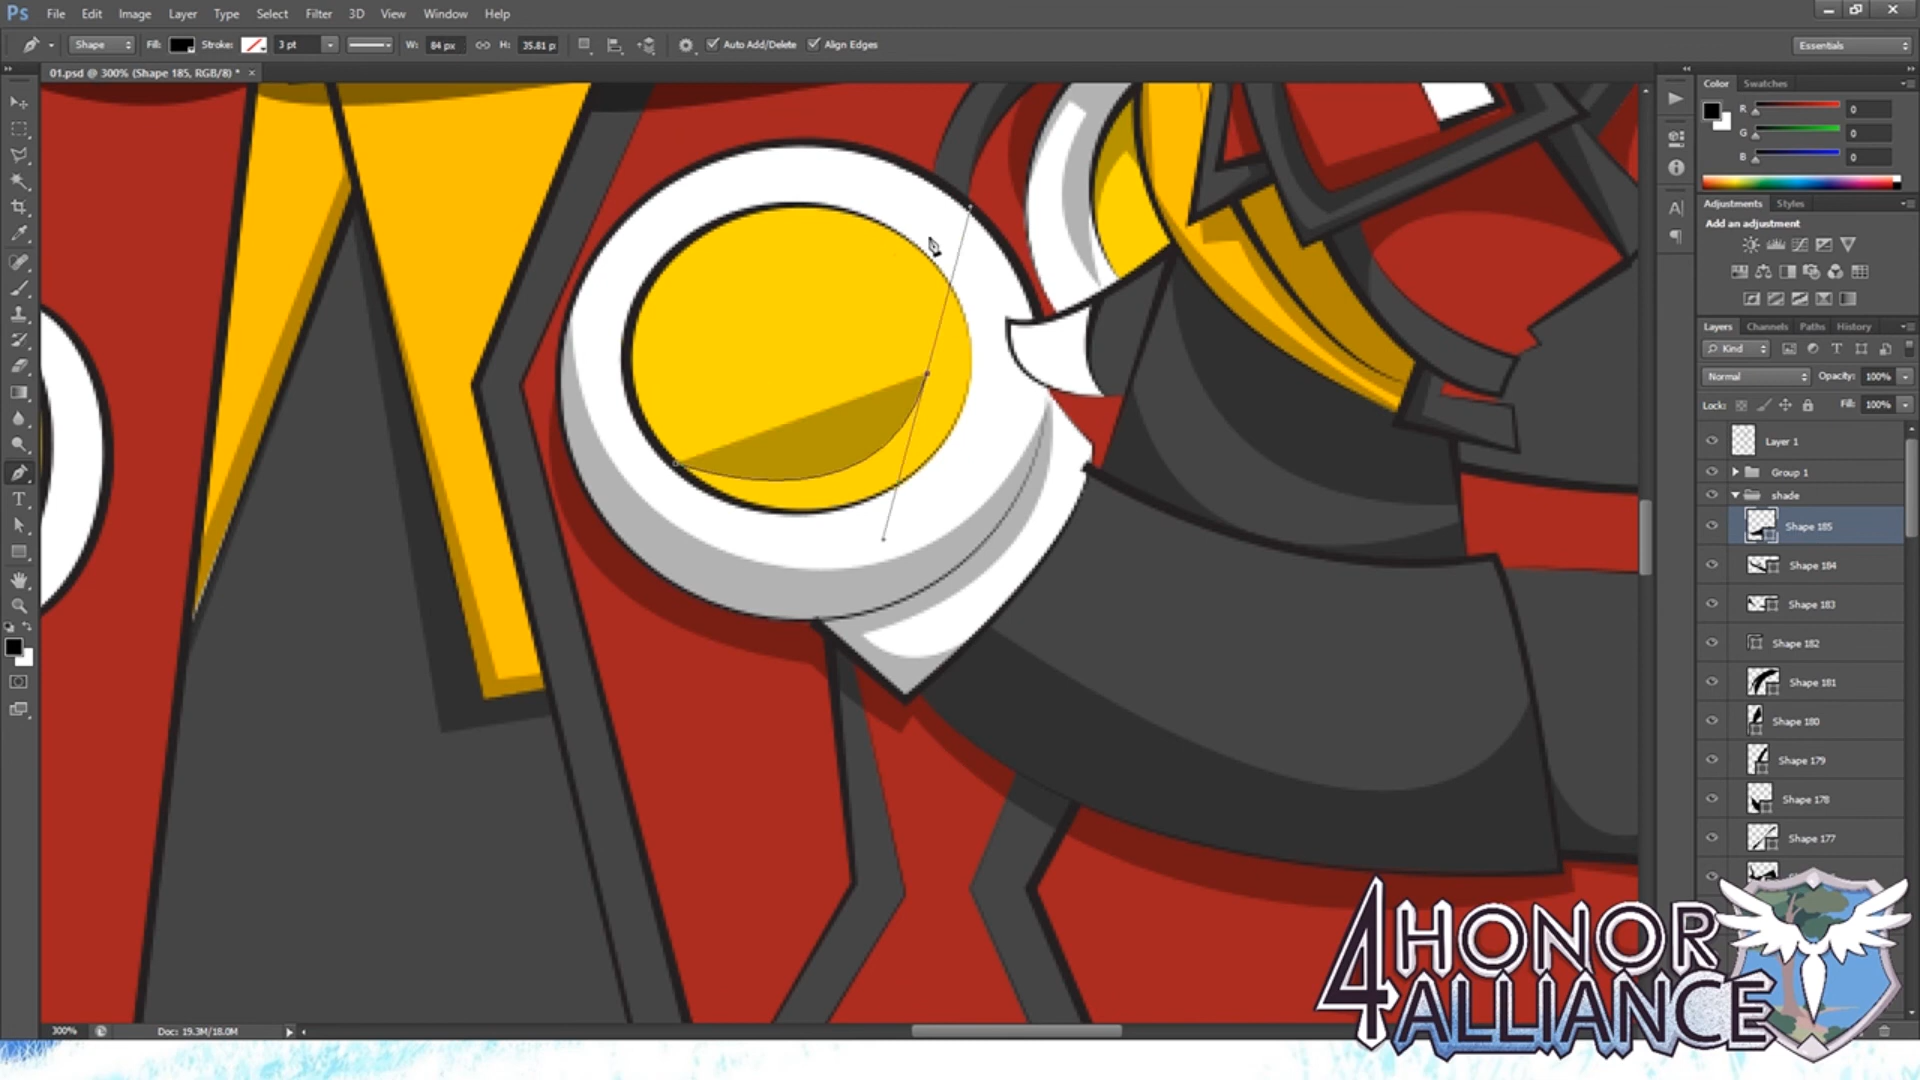 Ps File Edit Image Layer Type Select Filter 3D View Window Help
Shape Fill: Stroke: 3 pt W: 84 px H: 35.81 p Auto Add/Delete Align Edges Essentials
01.psd @ 300% (Shape 185, RGB/8) * ×
Color Swatches
R 0
G 0
B 0
Adjustments Styles
Add an adjustment
Layers Channels Paths History
Kind
Normal Opacity: 100%
Lock: Fill: 100%
Layer 1
Group 1
shade
Shape 185
Shape 184
Shape 183
Shape 182
Shape 181
Shape 180
Shape 179
Shape 178
Shape 177
4HONOR
ALLIANCE
300% Doc: 19.3M/18.0M